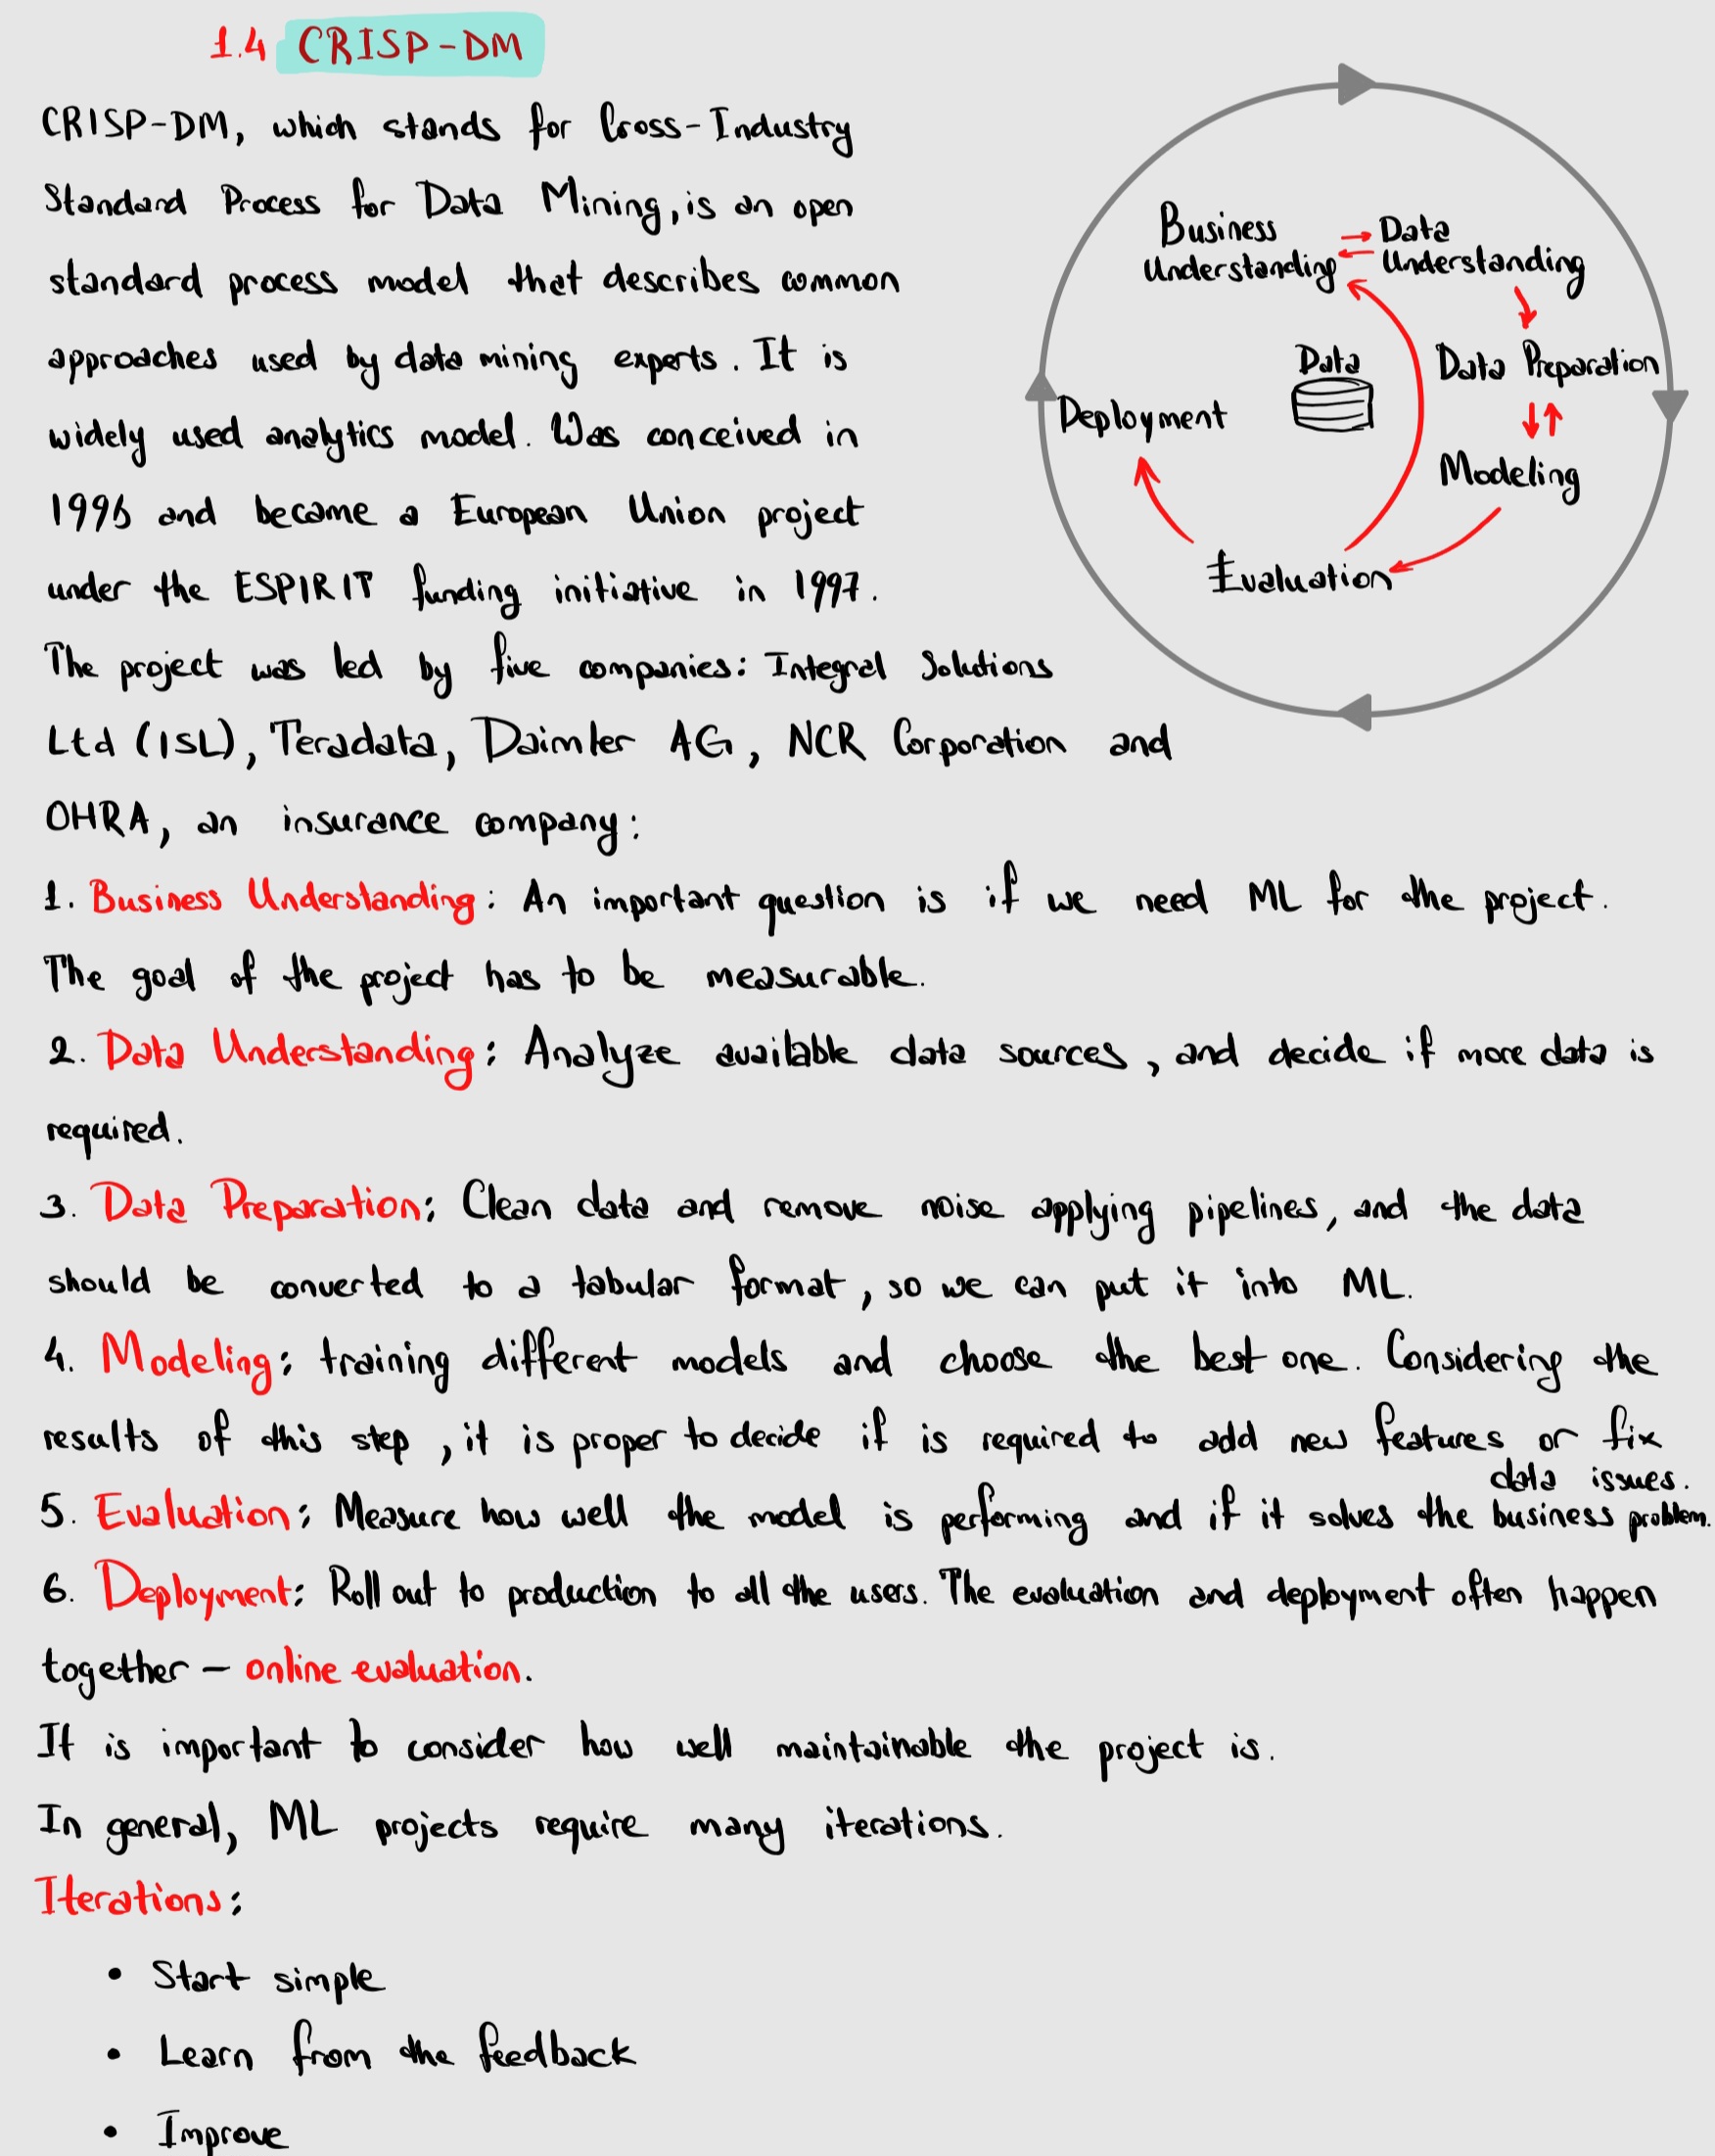 1.4 CRISP-DM
CRISP-DM, which stands for Cross-Industry
Standard Process for Data Mining, is an open
standard process model that describes common
approaches used by data mining experts. It is
widely used analytics model. Was conceived in
1996 and became a European Union project
under the ESPIRIT funding initiative in 1997.
The project was led by five companies: Integral Solutions
Ltd (ISL), Teradata, Daimler AG, NCR Corporation and
OHRA, an insurance company:
Business
Understanding
Data
Understanding
Data Preparation
Data
Deployment
Modeling
Evaluation
1. Business Understanding: An important question is if we need ML for the project.
The goal of the project has to be measurable.
2. Data Understanding: Analyze available data sources, and decide if more data is
required.
3. Data Preparation: Clean data and remove noise applying pipelines, and the data
should be converted to a tabular format, so we can put it into ML.
4. Modeling: training different models and choose the best one. Considering the
results of this step, it is proper to decide if is required to add new features or fix
data issues.
5. Evaluation: Measure how well the model is performing and if it solves the business problem.
6. Deployment: Roll out to production to all the users. The evaluation and deployment often happen
together - online evaluation.
It is important to consider how well maintainable the project is.
In general, ML projects require many iterations.
Iterations:
• Start simple
• Learn from the feedback
• Improve